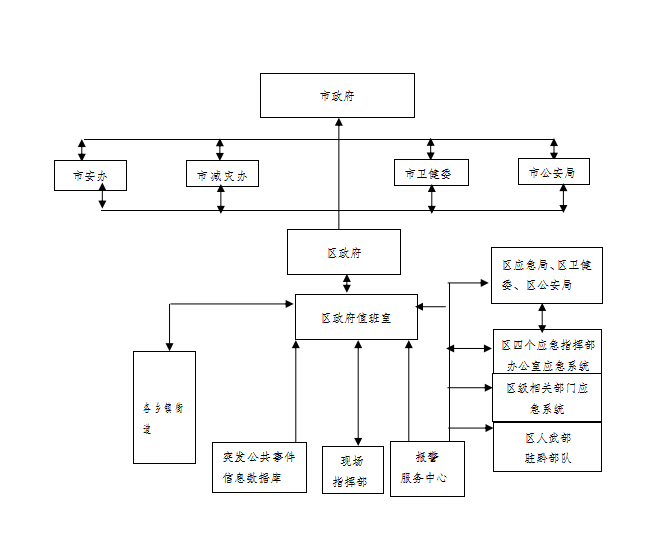 市政府
市安办
市减灾办
市卫健委
市公安局
区政府
区应急局、区卫健
委、区公安局
区政府值班室
区四个应急指挥部
办公室应急系统
各乡镇街
道
区级相关部门应
急系统
区人武部
驻黔部队
突发公共事件
信息数据库
现场
指挥部
报警
服务中心